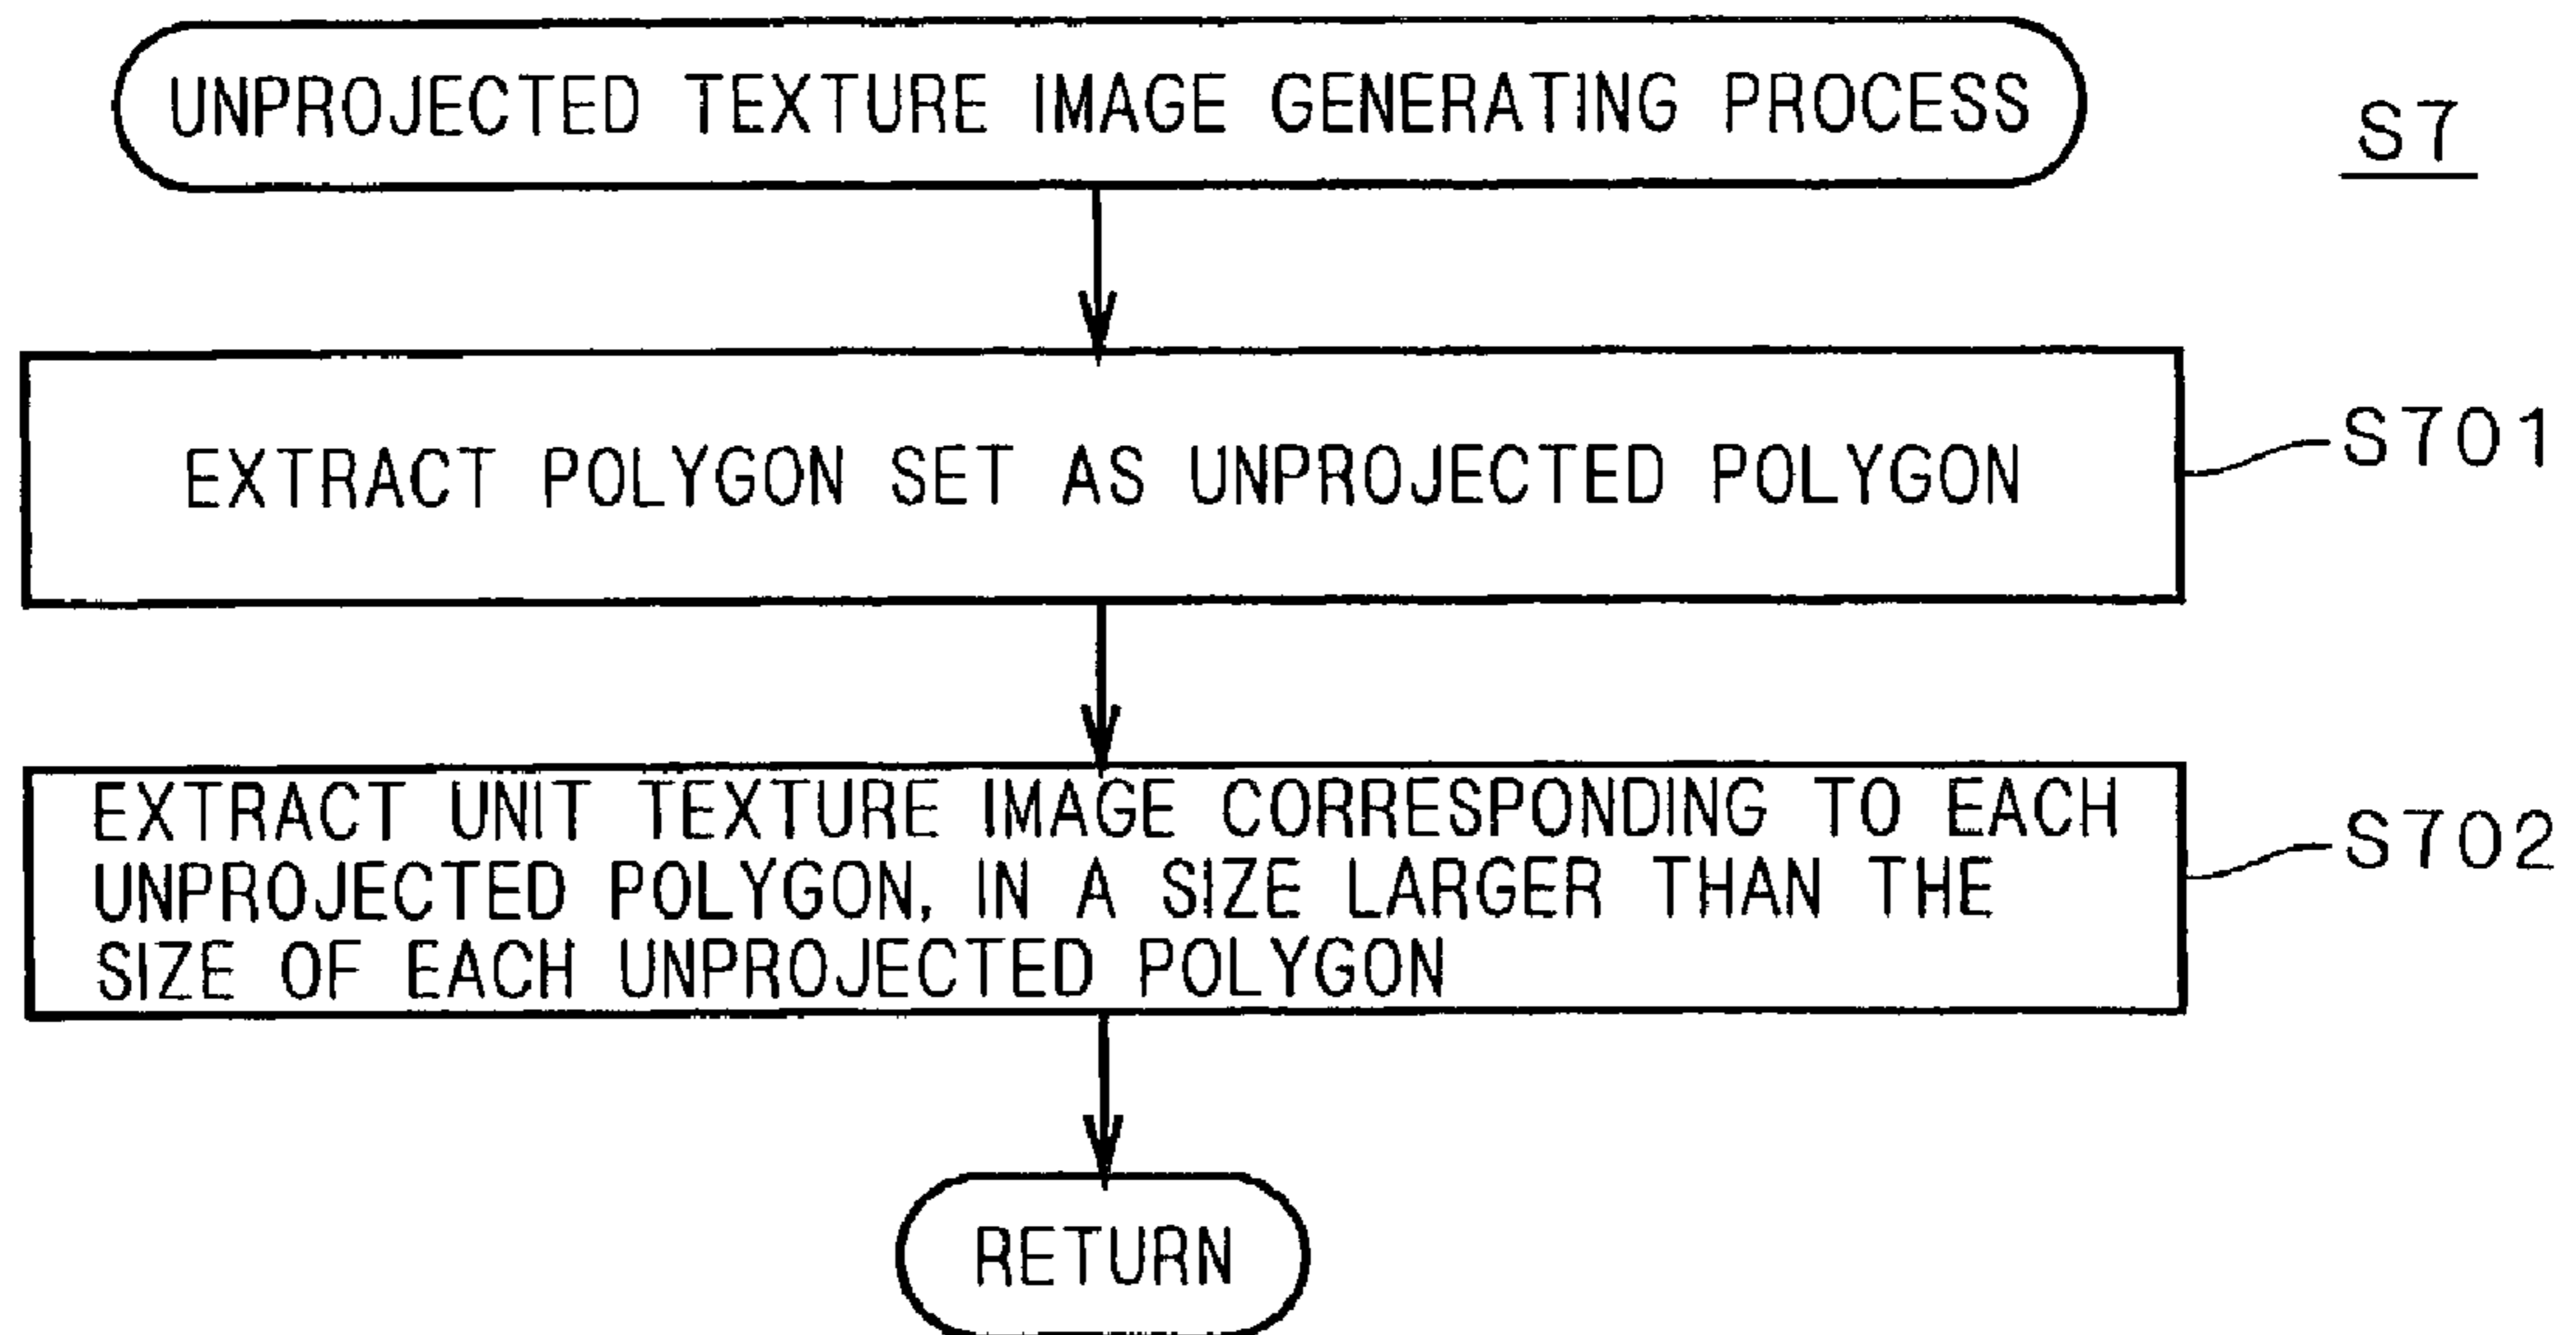 UNPROJECTED TEXTURE IMAGE GENERATING PROCESS
S7
EXTRACT POLYGON SET AS UNPROJECTED POLYGON
S701
EXTRACT UNIT TEXTURE IMAGE CORRESPONDING TO EACH
UNPROJECTED POLYGON, IN A SIZE LARGER THAN THE
SIZE OF EACH UNPROJECTED POLYGON
S702
RETURN